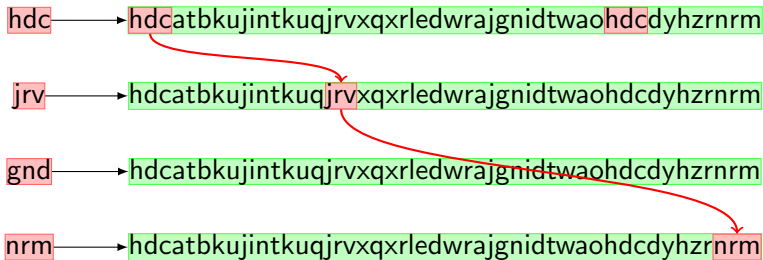 hdc hdcatbkujintkuqjrvxqxrledwrajgnidtwaohdcdyhzrnrm
jrv hdcatbkujintkuqjrvxqxrledwrajgnidtwaohdcdyhzrnrm
gnd hdcatbkujintkuqjrvxqxrledwrajgnidtwaohdcdyhzrnrm
nrm hdcatbkujintkuqjrvxqxrledwrajgnidtwaohdcdyhzrnrm